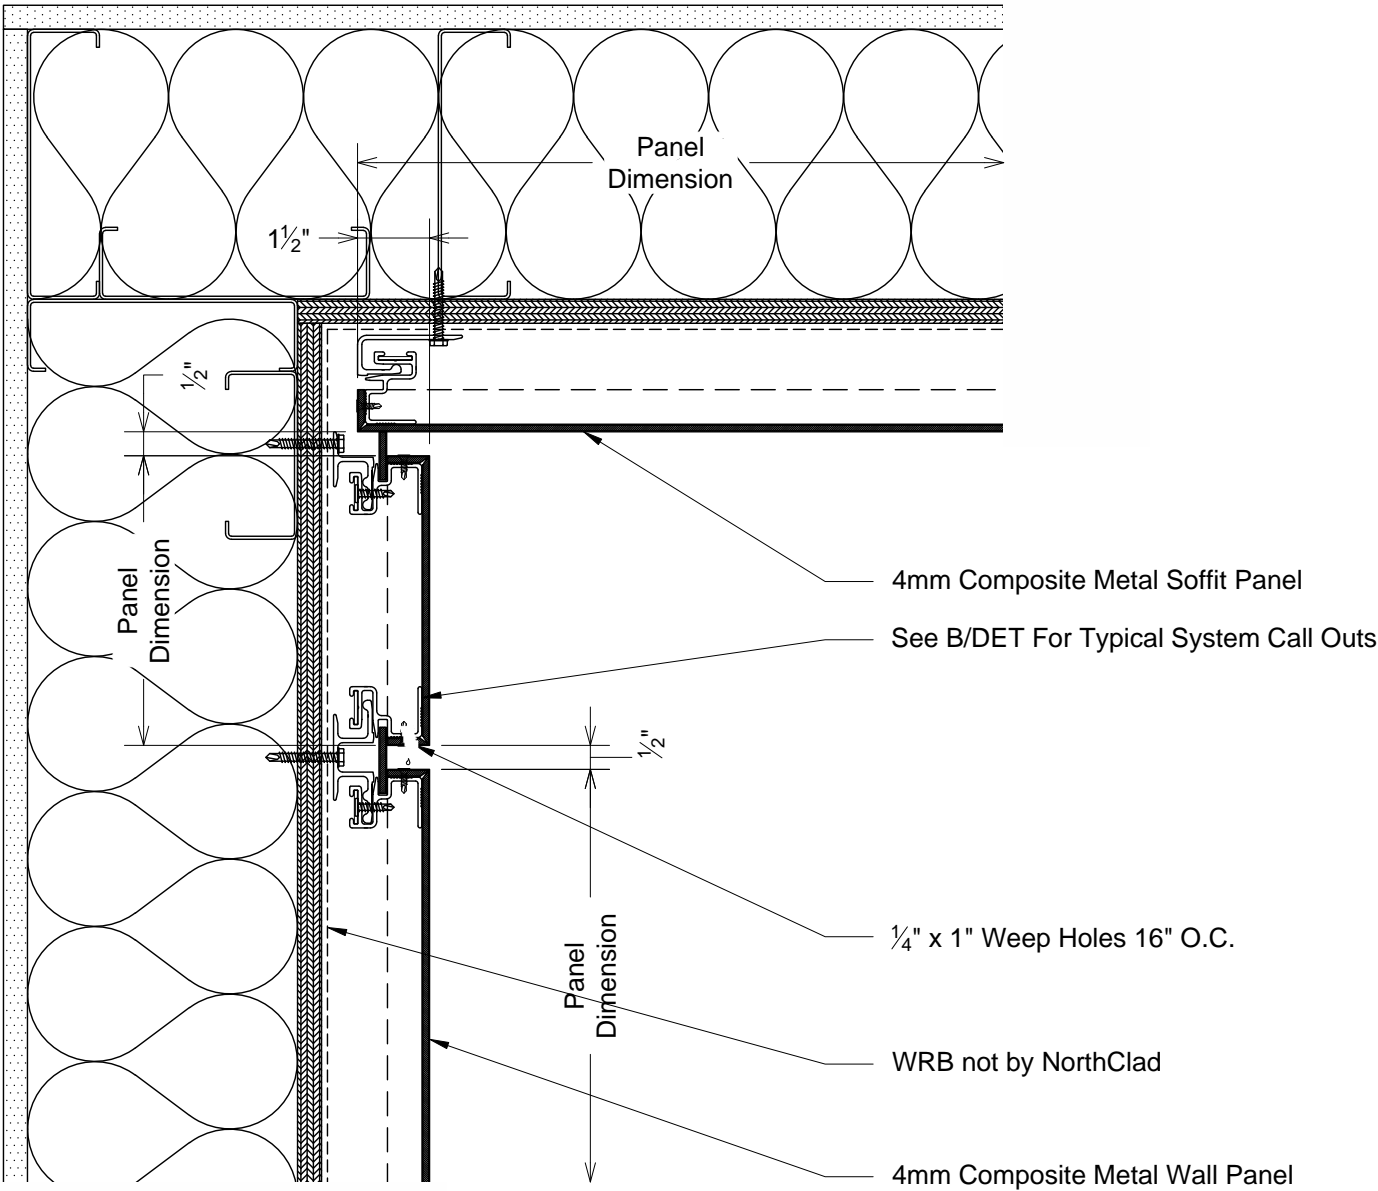 Panel
Dimension
1½"
½"
Panel
Dimension
4mm Composite Metal Soffit Panel
See B/DET For Typical System Call Outs
½"
¼" x 1" Weep Holes 16" O.C.
Panel
Dimension
WRB not by NorthClad
4mm Composite Metal Wall Panel